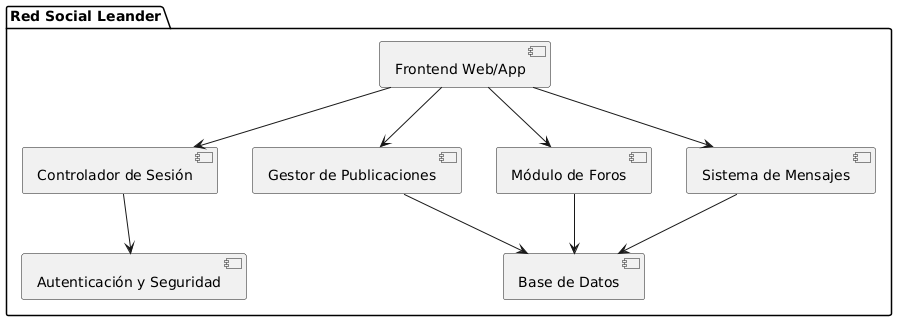 Red Social Leander
Frontend Web/App
Controlador de Sesión
Gestor de Publicaciones
Módulo de Foros
Sistema de Mensajes
Autenticación y Seguridad
Base de Datos